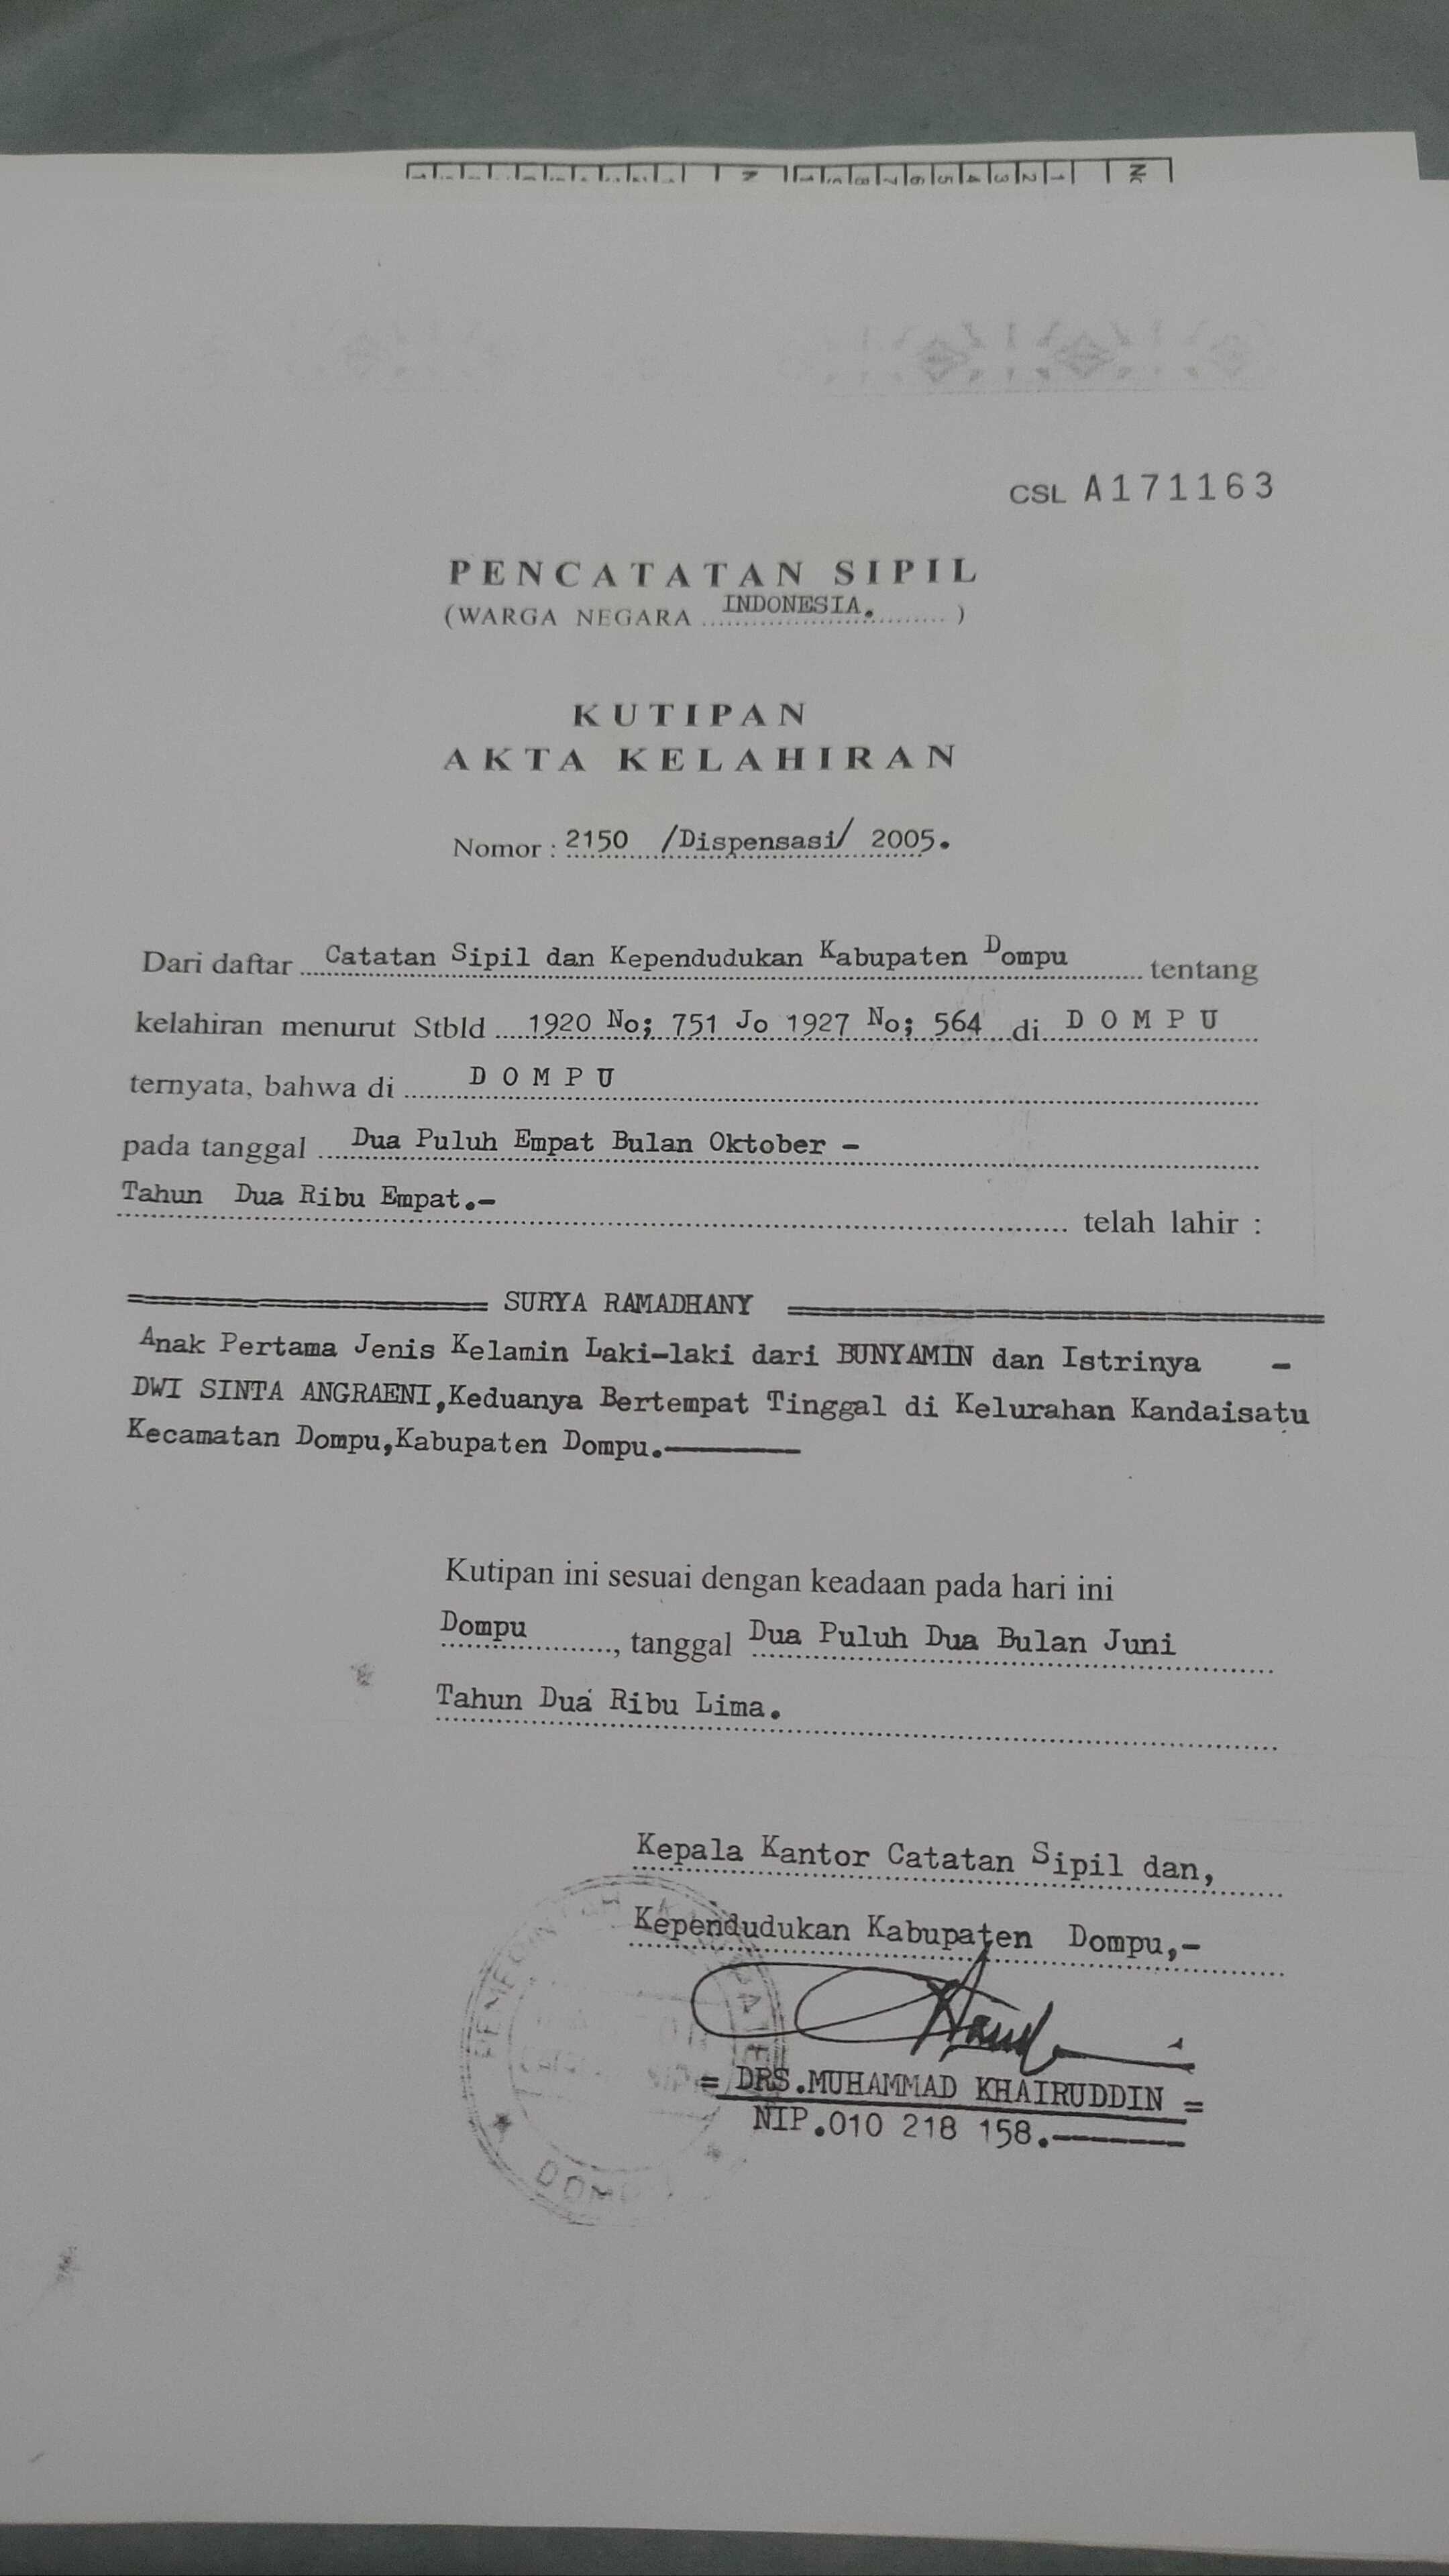 CSL A171163
PENCATATAN SIPIL
(WARGA NEGARA INDONESIA. )
KUTIPAN
AKTA KELAHIRAN
Nomor : 2150 /Dispensasi/ 2005.
Dari daftar Catatan Sipil dan Kependudukan Kabupaten Dompu tentang
kelahiran menurut Stbld 1920 No; 751 Jo 1927 No; 564 di D O M P U
ternyata, bahwa di D O M P U
pada tanggal Dua Puluh Empat Bulan Oktober -
Tahun Dua Ribu Empat.- telah lahir :
SURYA RAMADHANY
Anak Pertama Jenis Kelamin Laki-laki dari BUNYAMIN dan Istrinya -
DWI SINTA ANGRAENI,Keduanya Bertempat Tinggal di Kelurahan Kandaisatu
Kecamatan Dompu,Kabupaten Dompu.-
Kutipan ini sesuai dengan keadaan pada hari ini
Dompu , tanggal Dua Puluh Dua Bulan Juni
Tahun Dua Ribu Lima.
Kepala Kantor Catatan Sipil dan,
Kependudukan Kabupaten Dompu,-
= DRS.MUHAMMAD KHAIRUDDIN =
NIP.010 218 158.-